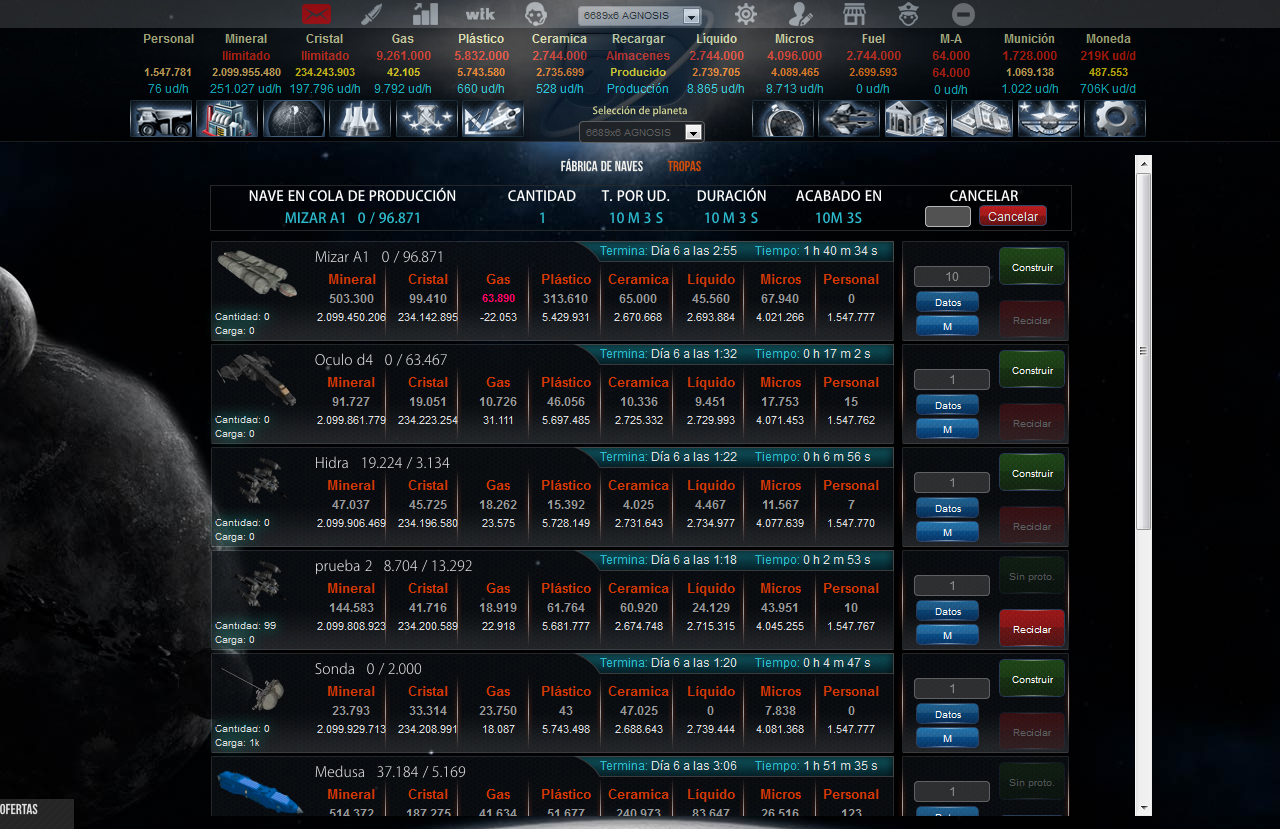 wik 6689x6 AGNOSIS
Personal Mineral Cristal Gas Plástico Ceramica Recargar Líquido Micros Fuel M-A Munición Moneda
Ilimitado Ilimitado 9.261.000 5.832.000 2.744.000 Almacenes 2.744.000 4.096.000 2.744.000 64.000 1.728.000 219K ud/d
1.547.781 2.099.955.480 234.243.903 42.105 5.743.580 2.735.699 Producido 2.739.705 4.089.465 2.699.593 64.000 1.069.138 487.553
76 ud/h 251.027 ud/h 197.796 ud/h 9.792 ud/h 660 ud/h 528 ud/h Producción 8.865 ud/h 8.713 ud/h 0 ud/h 0 ud/h 1.022 ud/h 706K ud/d
Selección de planeta
6689x6 AGNOSIS
FÁBRICA DE NAVES TROPAS
NAVE EN COLA DE PRODUCCIÓN CANTIDAD T. POR UD. DURACIÓN ACABADO EN CANCELAR
MIZAR A1 0 / 96.871 1 10 M 3 S 10 M 3 S 10M 3S Cancelar
Mizar A1 0 / 96.871 Termina: Día 6 a las 2:55 Tiempo: 1 h 40 m 34 s
Mineral Cristal Gas Plástico Ceramica Líquido Micros Personal
503.300 99.410 63.890 313.610 65.000 45.560 67.940 0
2.099.450.206 234.142.895 -22.053 5.429.931 2.670.668 2.693.884 4.021.266 1.547.777
Cantidad: 0
Carga: 0
10 Construir
Datos
M Reciclar
Oculo d4 0 / 63.467 Termina: Día 6 a las 1:32 Tiempo: 0 h 17 m 2 s
Mineral Cristal Gas Plástico Ceramica Líquido Micros Personal
91.727 19.051 10.726 46.056 10.336 9.451 17.753 15
2.099.861.779 234.223.254 31.111 5.697.485 2.725.332 2.729.993 4.071.453 1.547.762
Cantidad: 0
Carga: 0
1 Construir
Datos
M Reciclar
Hidra 19.224 / 3.134 Termina: Día 6 a las 1:22 Tiempo: 0 h 6 m 56 s
Mineral Cristal Gas Plástico Ceramica Líquido Micros Personal
47.037 45.725 18.262 15.392 4.025 4.467 11.567 7
2.099.906.469 234.196.580 23.575 5.728.149 2.731.643 2.734.977 4.077.639 1.547.770
Cantidad: 0
Carga: 0
1 Construir
Datos
M Reciclar
prueba 2 8.704 / 13.292 Termina: Día 6 a las 1:18 Tiempo: 0 h 2 m 53 s
Mineral Cristal Gas Plástico Ceramica Líquido Micros Personal
144.583 41.716 18.919 61.764 60.920 24.129 43.951 10
2.099.808.923 234.200.589 22.918 5.681.777 2.674.748 2.715.315 4.045.255 1.547.767
Cantidad: 99
Carga: 0
1 Sin proto.
Datos
M Reciclar
Sonda 0 / 2.000 Termina: Día 6 a las 1:20 Tiempo: 0 h 4 m 47 s
Mineral Cristal Gas Plástico Ceramica Líquido Micros Personal
23.793 33.314 23.750 43 47.025 0 7.838 0
2.099.929.713 234.208.991 18.087 5.743.498 2.688.643 2.739.444 4.081.368 1.547.777
Cantidad: 0
Carga: 1k
1 Construir
Datos
M Reciclar
Medusa 37.184 / 5.169 Termina: Día 6 a las 3:06 Tiempo: 1 h 51 m 35 s
Mineral Cristal Gas Plástico Ceramica Líquido Micros Personal
514.372 187.275 41.634 51.677 240.973 83.647 26.516 123
1 Sin proto.
OFERTAS